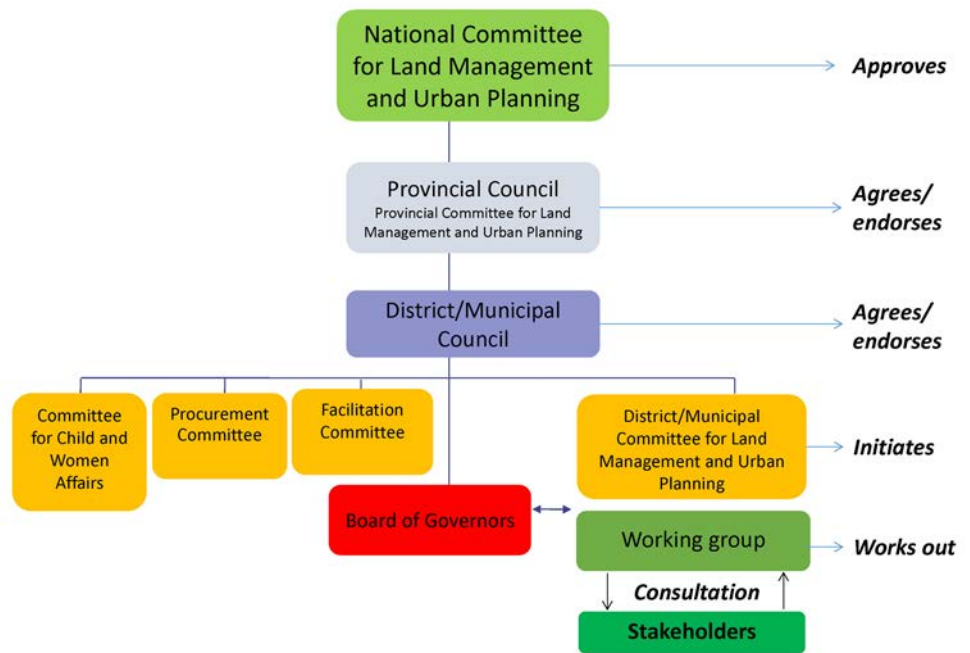 National Committee
for Land Management
and Urban Planning
Approves
Provincial Council
Provincial Committee for Land
Management and Urban Planning
Agrees/
endorses
District/Municipal
Council
Agrees/
endorses
Committee
for Child and
Women
Affairs
Procurement
Committee
Facilitation
Committee
District/Municipal
Committee for Land
Management and Urban
Planning
Initiates
Board of Governors
Working group
Works out
Consultation
Stakeholders